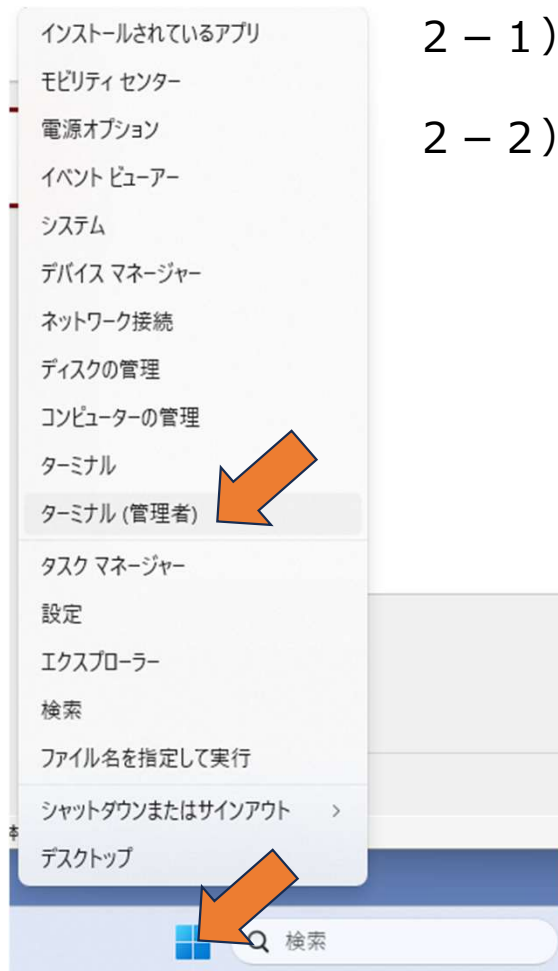 インストールされているアプリ
2－1）
モビリティ センター
電源オプション
2－2）
イベント ビューアー
システム
デバイス マネージャー
ネットワーク接続
ディスクの管理
コンピューターの管理
ターミナル
ターミナル (管理者)
タスク マネージャー
設定
エクスプローラー
検索
ファイル名を指定して実行
シャットダウンまたはサインアウト
デスクトップ
検索